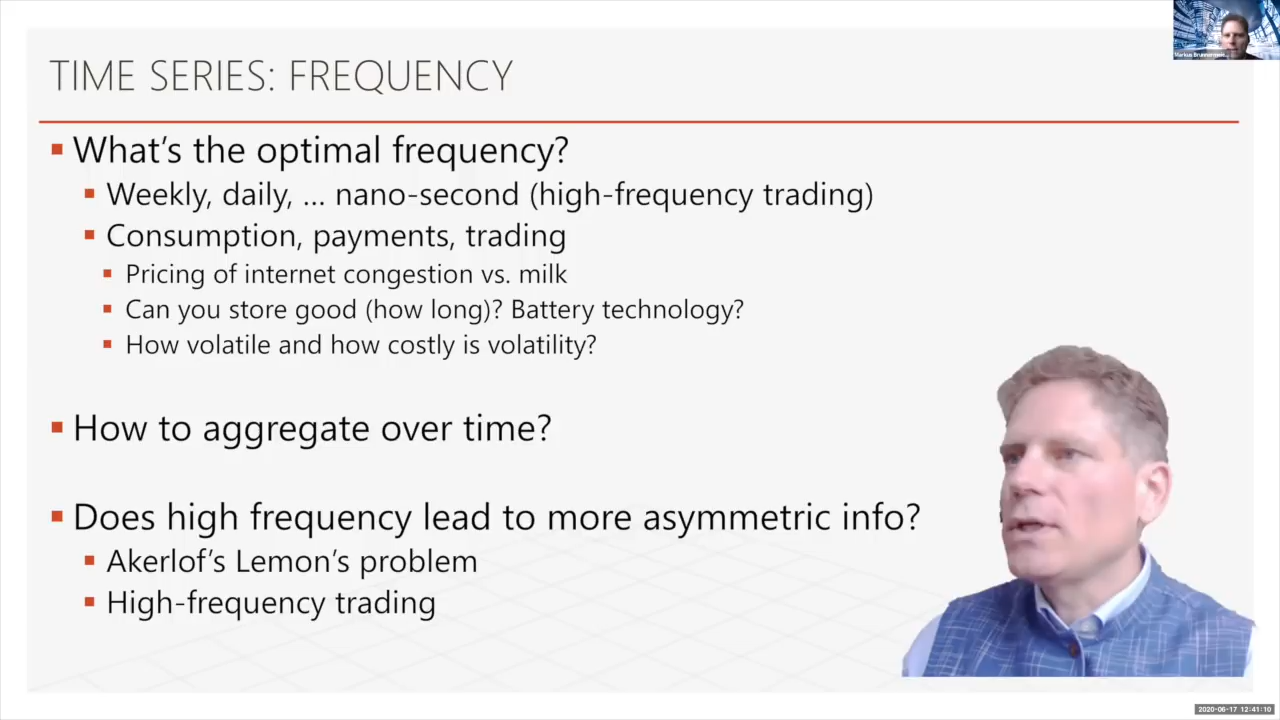 TIME SERIES: FREQUENCY
What's the optimal frequency?
Weekly, daily, ... nano-second (high-frequency trading)
Consumption, payments, trading
Pricing of internet congestion vs. milk
Can you store good (how long)? Battery technology?
How volatile and how costly is volatility?
How to aggregate over time?
Does high frequency lead to more asymmetric info?
Akerlof's Lemon's problem
High-frequency trading
Markus
2020-06-17 12:41:10